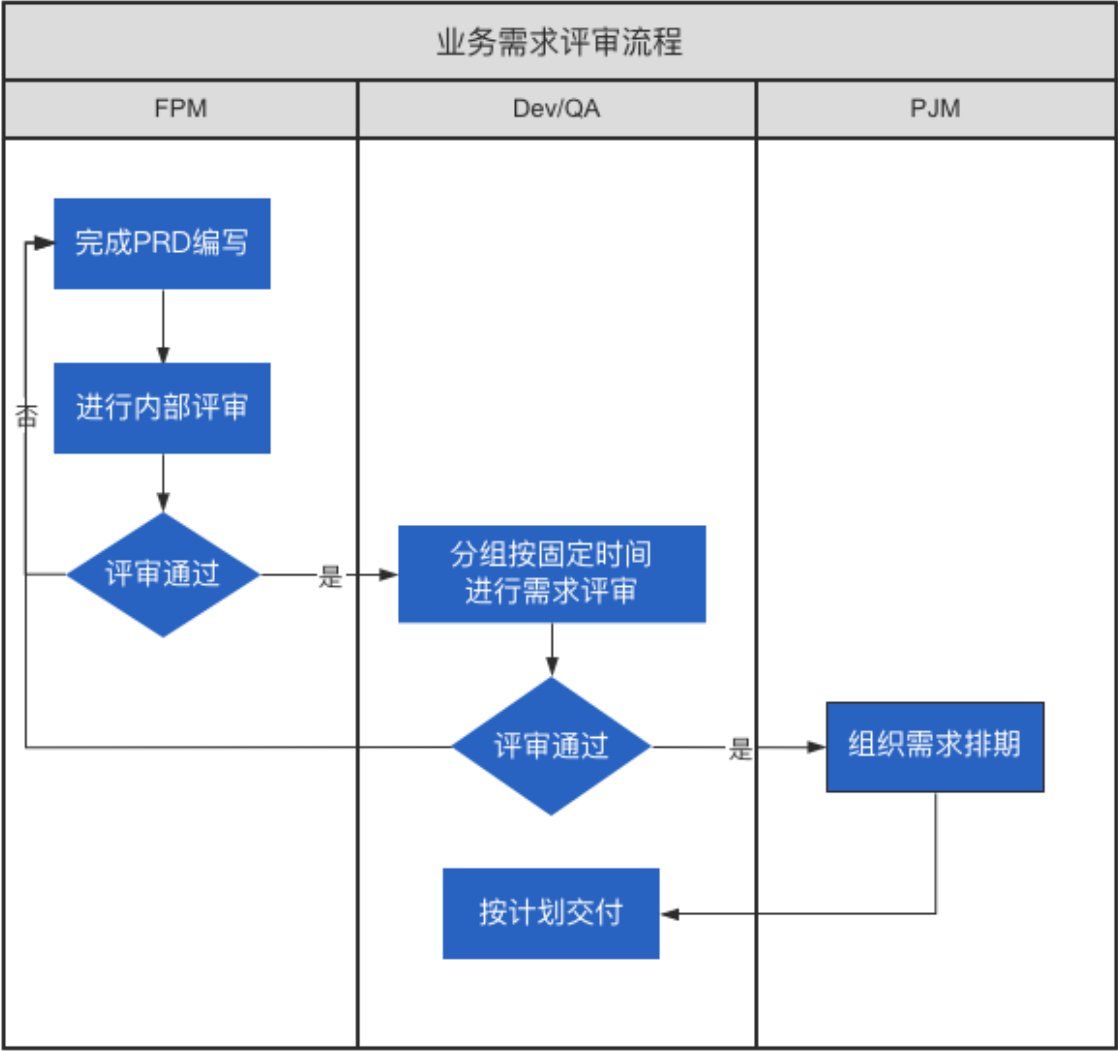 业务需求评审流程
FPM
Dev/QA
PJM
完成PRD编写
进行内部评审
否
评审通过
是
分组按固定时间
进行需求评审
评审通过
是
组织需求排期
按计划交付